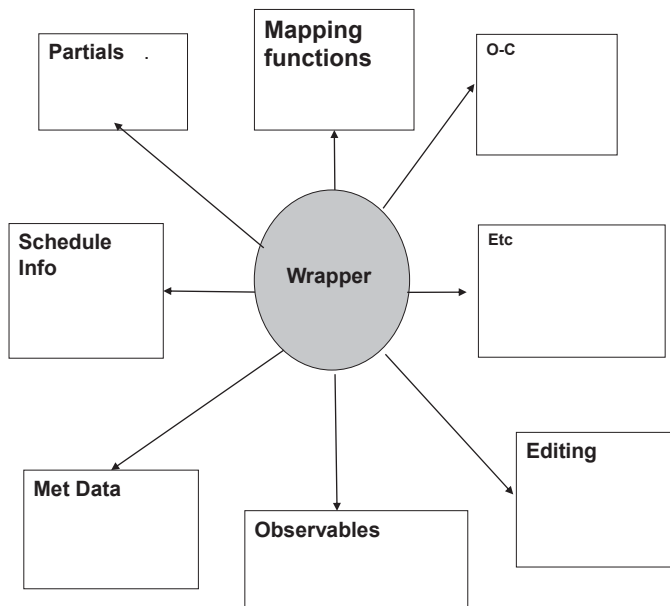 Partials .
Mapping
functions
O-C
Schedule
Info
Wrapper
Etc
Met Data
Observables
Editing